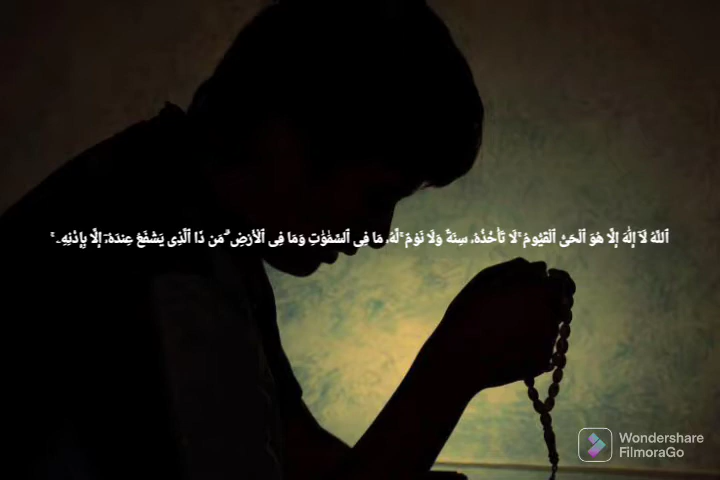 ٱللَّهُ لَآ إِلَٰهَ إِلَّا هُوَ ٱلْحَىُّ ٱلْقَيُّومُ ۚ لَا تَأْخُذُهُۥ سِنَةٌ وَلَا نَوْمٌ ۚ لَّهُۥ مَا فِى ٱلسَّمَٰوَٰتِ وَمَا فِى ٱلْأَرْضِ ۗ مَن ذَا ٱلَّذِى يَشْفَعُ عِندَهُۥٓ إِلَّا بِإِذْنِهِۦ ۚ
Wondershare
FilmoraGo